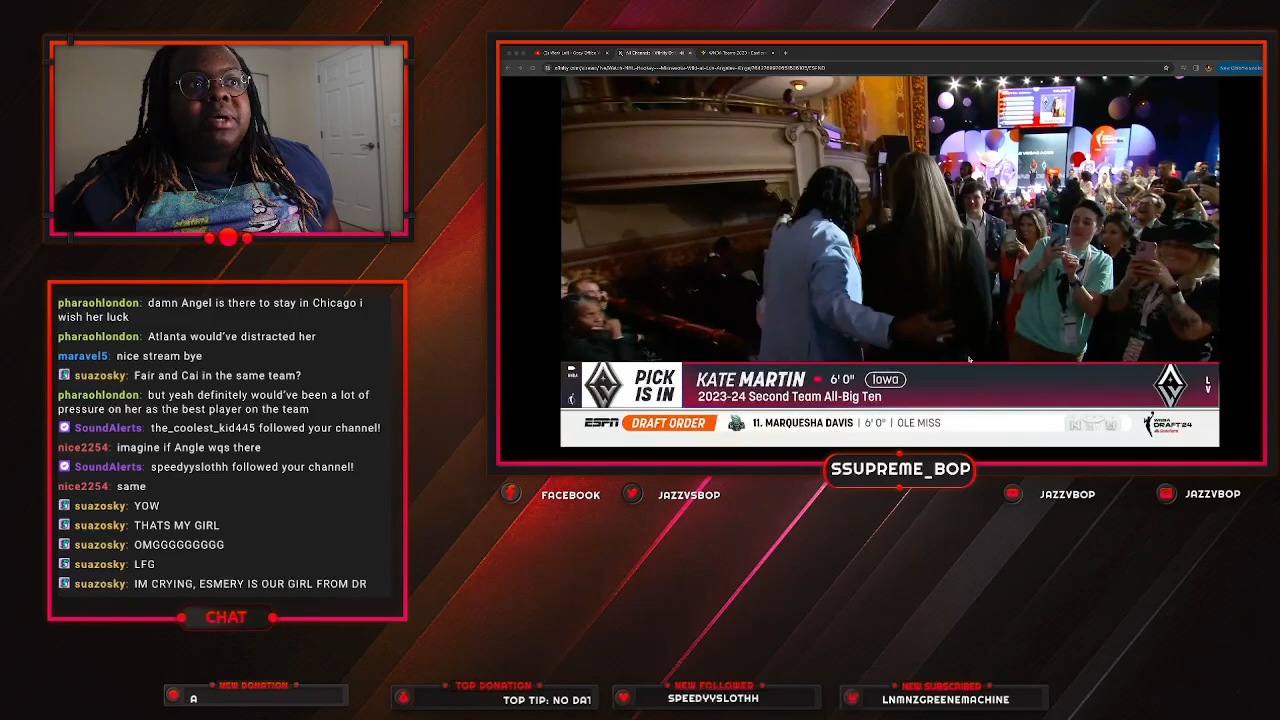 pharaohlondon: damn Angel is there to stay in Chicago i
wish her luck
pharaohlondon: Atlanta would've distracted her
maravel5: nice stream bye
suazosky: Fair and Cai in the same team?
pharaohlondon: but yeah definitely would've been a lot of
pressure on her as the best player on the team
SoundAlerts: the_coolest_kid445 followed your channel!
nice2254: imagine if Angle wqs there
SoundAlerts: speedyyslothh followed your channel!
nice2254: same
suazosky: YOW
suazosky: THATS MY GIRL
suazosky: OMGGGGGGGGG
suazosky: LFG
suazosky: IM CRYING, ESMERY IS OUR GIRL FROM DR
CHAT
PICK
IS IN
KATE MARTIN 6' 0" Iowa
2023-24 Second Team All-Big Ten
LV
ESPN DRAFT ORDER 11. MARQUESHA DAVIS | 6' 0" | OLE MISS
WNBA
DRAFT'24
SSUPREME_BOP
FACEBOOK
JAZZVSBOP
JAZZVBOP
JAZZVBOP
NEW DONATION
A
TOP DONATION
TOP TIP: NO DAT
NEW FOLLOWER
SPEEDYYSLOTHH
NEW SUBSCRIBER
LNMNZGREENEMACHINE